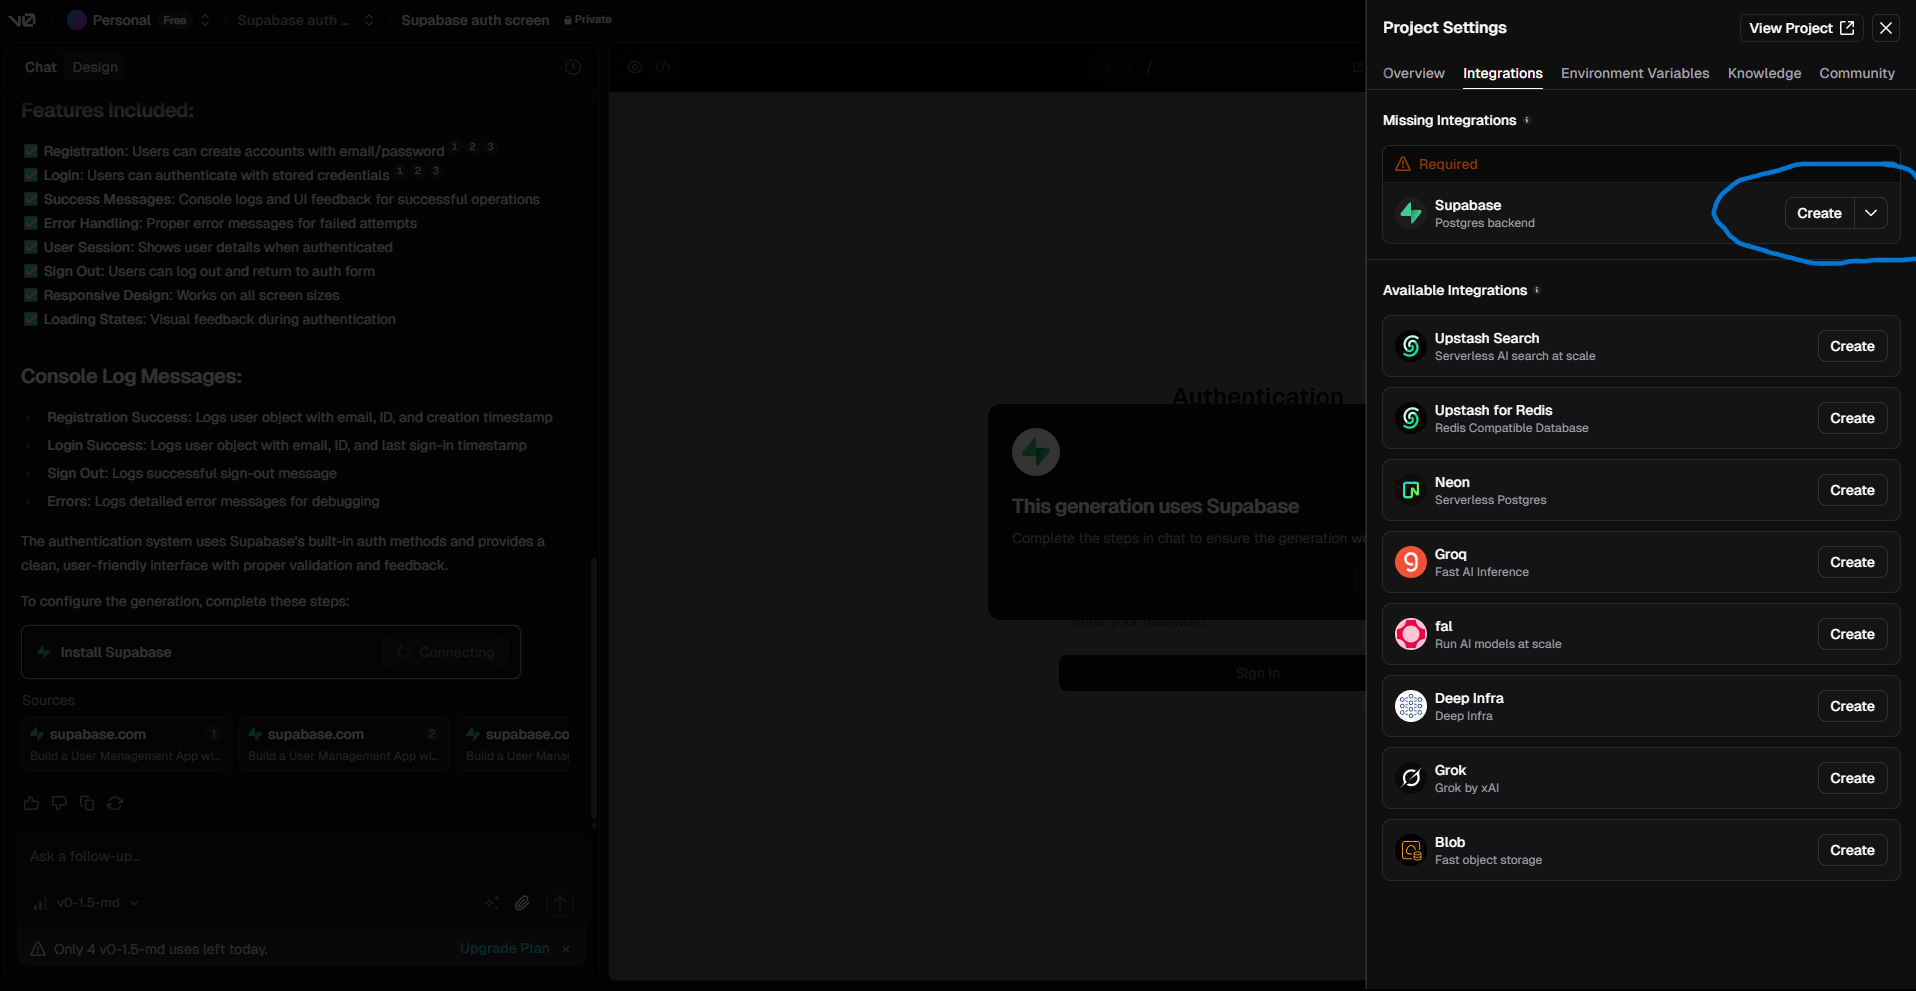 v0
Personal Free
Supabase auth ...
Supabase auth screen
Private
Chat
Design
/
Features Included:
Registration: Users can create accounts with email/password 1 2 3
Login: Users can authenticate with stored credentials 1 2 3
Success Messages: Console logs and UI feedback for successful operations
Error Handling: Proper error messages for failed attempts
User Session: Shows user details when authenticated
Sign Out: Users can log out and return to auth form
Responsive Design: Works on all screen sizes
Loading States: Visual feedback during authentication
Console Log Messages:
Registration Success: Logs user object with email, ID, and creation timestamp
Login Success: Logs user object with email, ID, and last sign-in timestamp
Sign Out: Logs successful sign-out message
Errors: Logs detailed error messages for debugging
The authentication system uses Supabase's built-in auth methods and provides a
clean, user-friendly interface with proper validation and feedback.
To configure the generation, complete these steps:
Install Supabase
Connecting
Sources
supabase.com 1
Build a User Management App wi...
supabase.com 2
Build a User Management App wi...
supabase.co
Build a User Manag
Ask a follow-up...
v0-1.5-md
Only 4 v0-1.5-md uses left today.
Upgrade Plan
Authentication
This generation uses Supabase
Complete the steps in chat to ensure the generation wo
Enter your password
Sign In
Project Settings
View Project
Overview
Integrations
Environment Variables
Knowledge
Community
Missing Integrations
Required
Supabase
Postgres backend
Create
Available Integrations
Upstash Search
Serverless AI search at scale
Create
Upstash for Redis
Redis Compatible Database
Create
Neon
Serverless Postgres
Create
Groq
Fast AI Inference
Create
fal
Run AI models at scale
Create
Deep Infra
Deep Infra
Create
Grok
Grok by xAI
Create
Blob
Fast object storage
Create